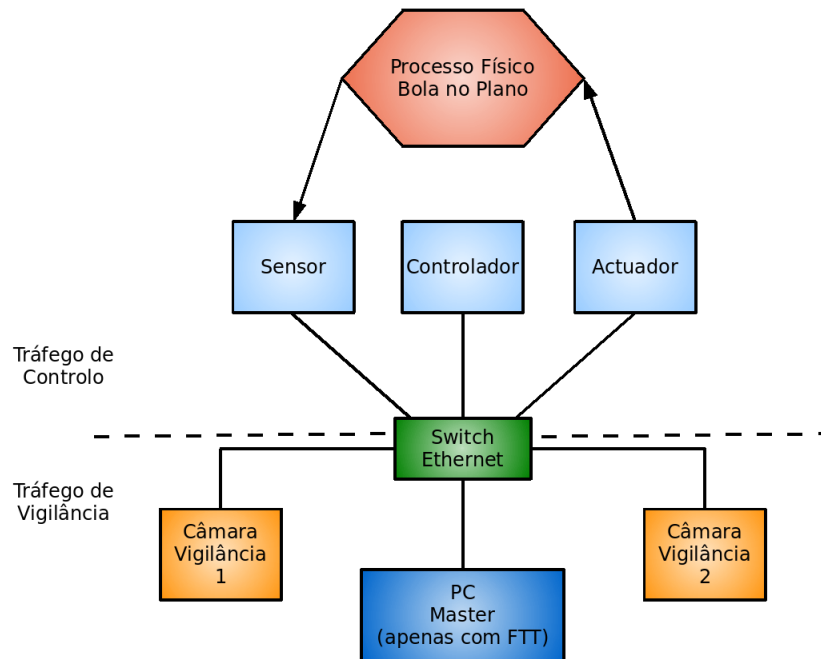 Processo Físico
Bola no Plano
Sensor
Controlador
Actuador
Tráfego de
Controlo
Switch
Ethernet
Tráfego de
Vigilância
Câmara
Vigilância
1
Câmara
Vigilância
2
PC
Master
(apenas com FTT)